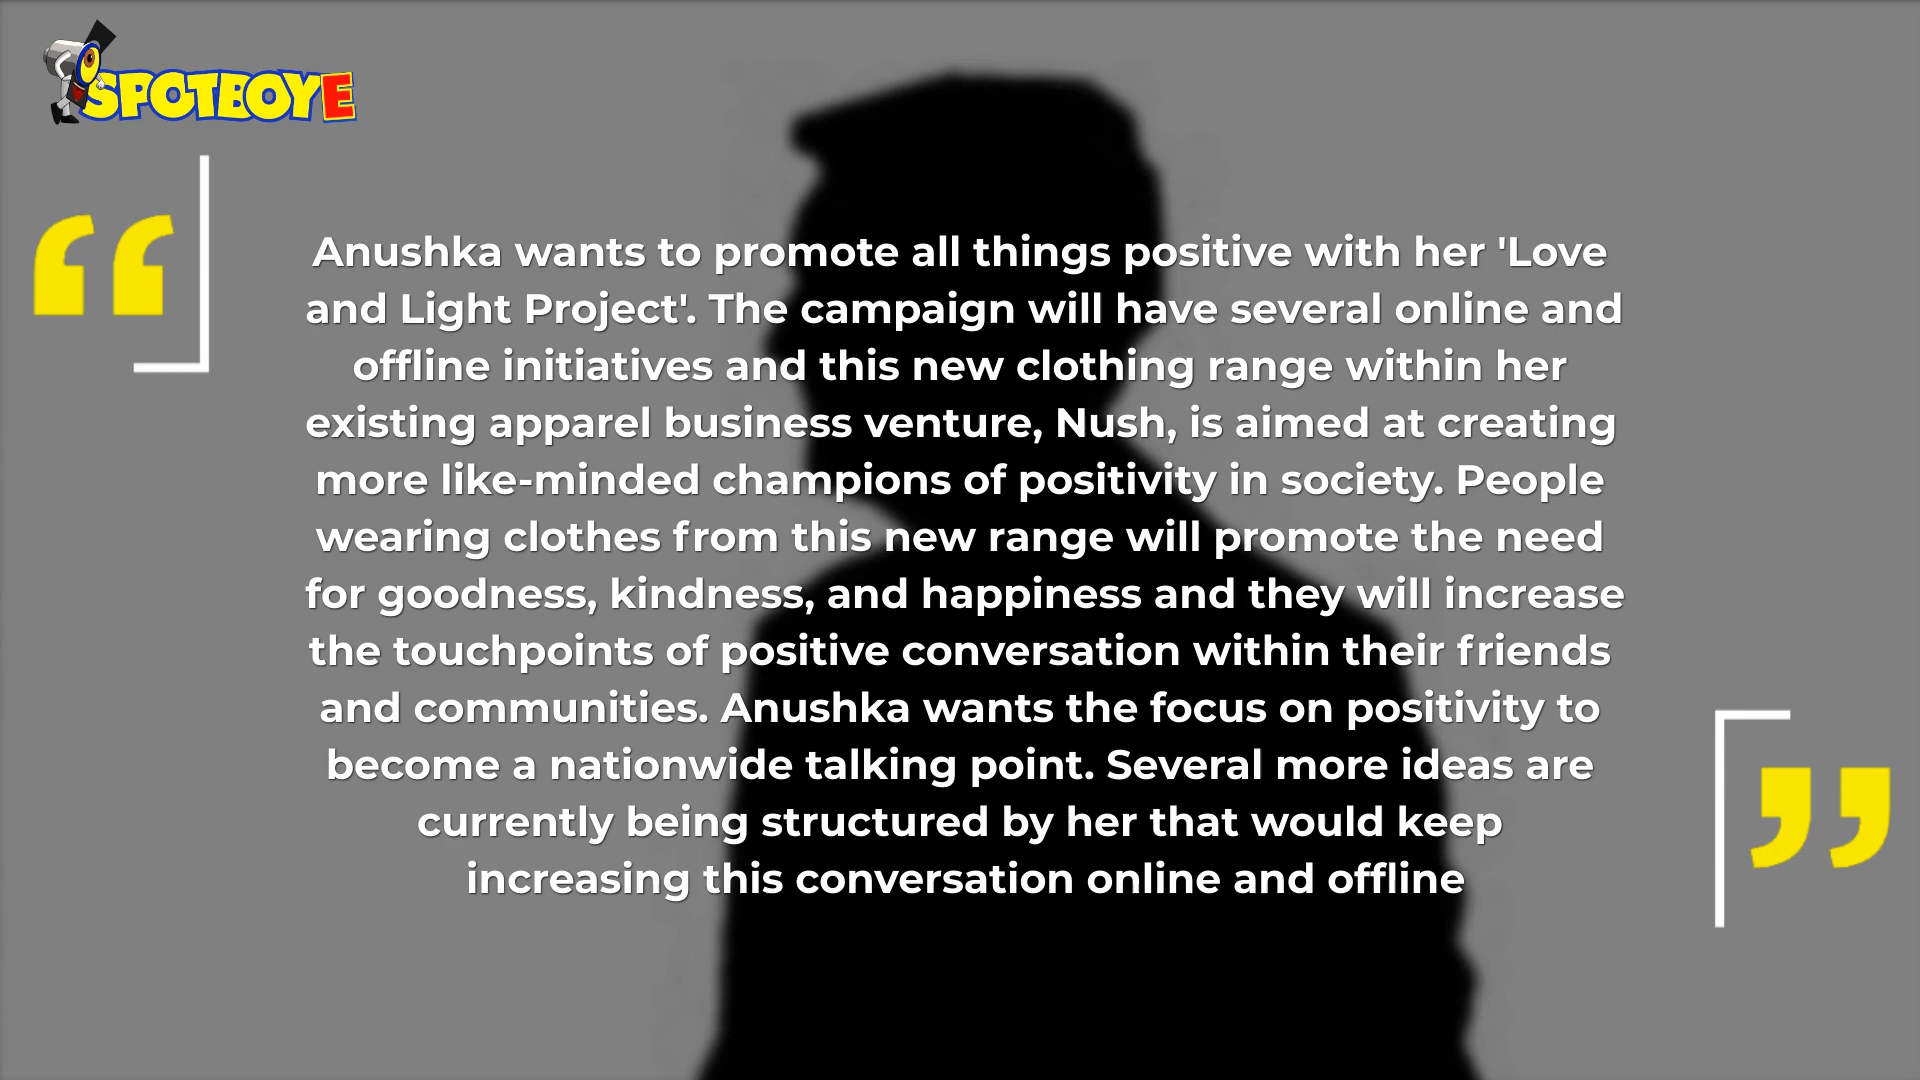 SPOTBOYE
Anushka wants to promote all things positive with her 'Love
and Light Project'. The campaign will have several online and
offline initiatives and this new clothing range within her
existing apparel business venture, Nush, is aimed at creating
more like-minded champions of positivity in society. People
wearing clothes from this new range will promote the need
for goodness, kindness, and happiness and they will increase
the touchpoints of positive conversation within their friends
and communities. Anushka wants the focus on positivity to
become a nationwide talking point. Several more ideas are
currently being structured by her that would keep
increasing this conversation online and offline